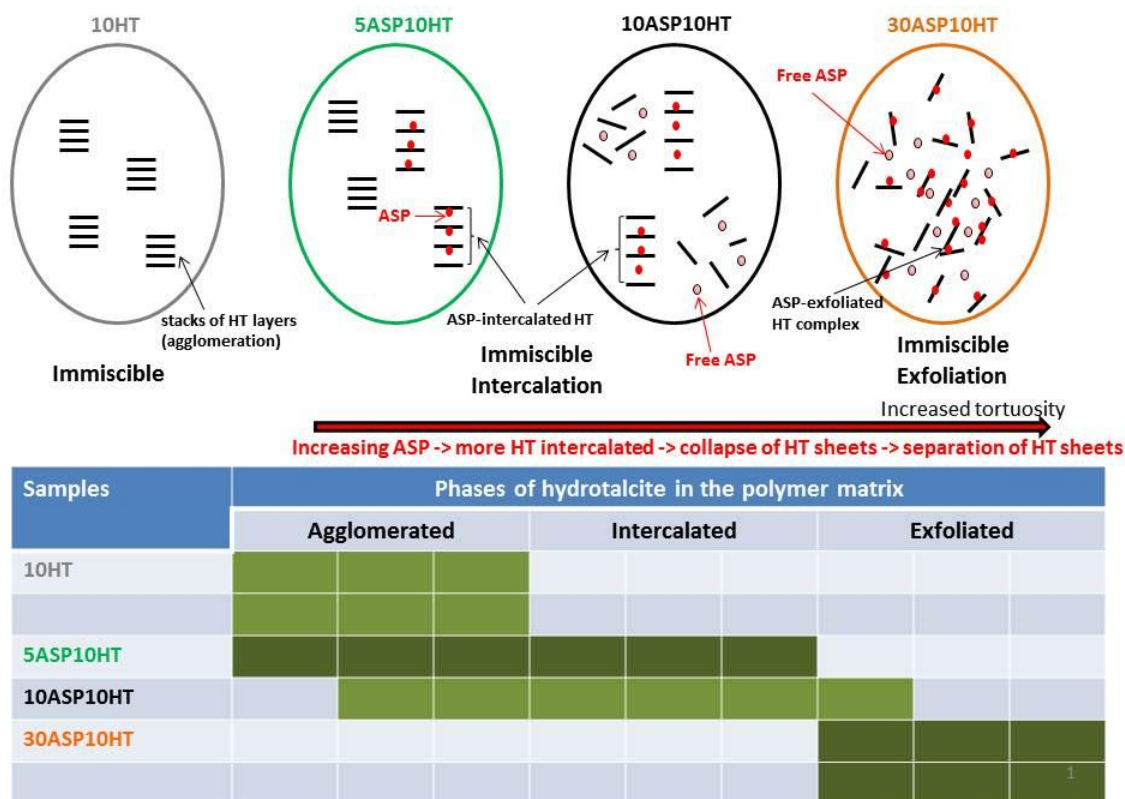 10HT
5ASP10HT
10ASP10HT
30ASP10HT
Free ASP
ASP
stacks of HT layers
(agglomeration)
ASP-intercalated HT
Free ASP
ASP-exfoliated
HT complex
Immiscible
Immiscible
Intercalation
Immiscible
Exfoliation
Increased tortuosity
Increasing ASP -> more HT intercalated -> collapse of HT sheets -> separation of HT sheets
Samples
Phases of hydrotalcite in the polymer matrix
Agglomerated
Intercalated
Exfoliated
10HT
5ASP10HT
10ASP10HT
30ASP10HT
1